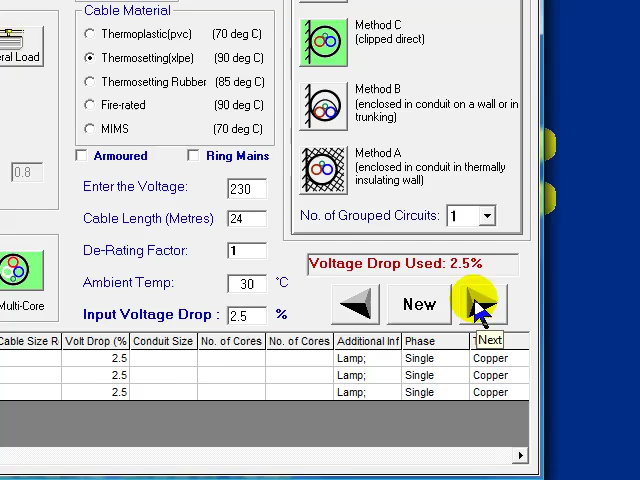 Cable Material
Thermoplastic(pvc) (70 deg C)
Thermosetting(xlpe) (90 deg C)
Thermosetting Rubber (85 deg C)
Fire-rated (90 deg C)
MIMS (70 deg C)
Armoured Ring Mains
eral Load
0.8
Multi-Core
Enter the Voltage: 230
Cable Length (Metres) 24
De-Rating Factor: 1
Ambient Temp: 30 °C
Input Voltage Drop : 2.5 %
Method C
(clipped direct)
Method B
(enclosed in conduit on a wall or in
trunking)
Method A
(enclosed in conduit in thermally
insulating wall)
No. of Grouped Circuits: 1
Voltage Drop Used: 2.5%
New
Next
Cable Size R Volt Drop (% Conduit Size No. of Cores No. of Cores Additional Inf Phase
2.5 Lamp; Single Copper
2.5 Lamp; Single Copper
2.5 Lamp; Single Copper